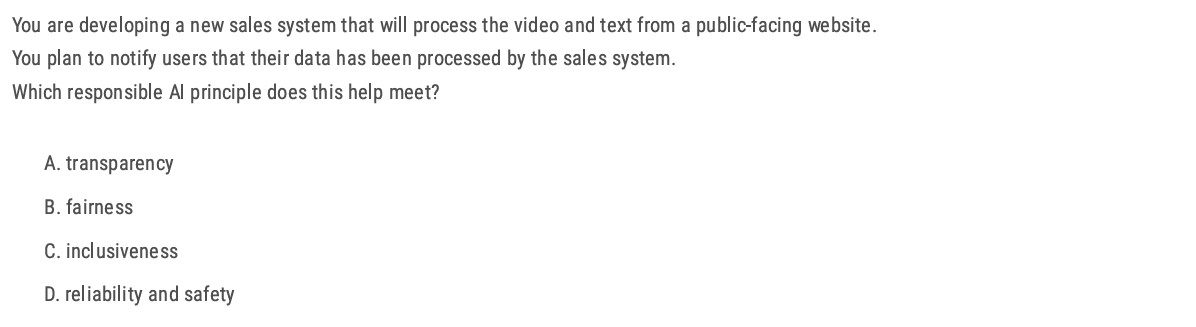 You are developing a new sales system that will process the video and text from a public-facing website.
You plan to notify users that their data has been processed by the sales system.
Which responsible AI principle does this help meet?
A. transparency
B. fairness
C. inclusiveness
D. reliability and safety